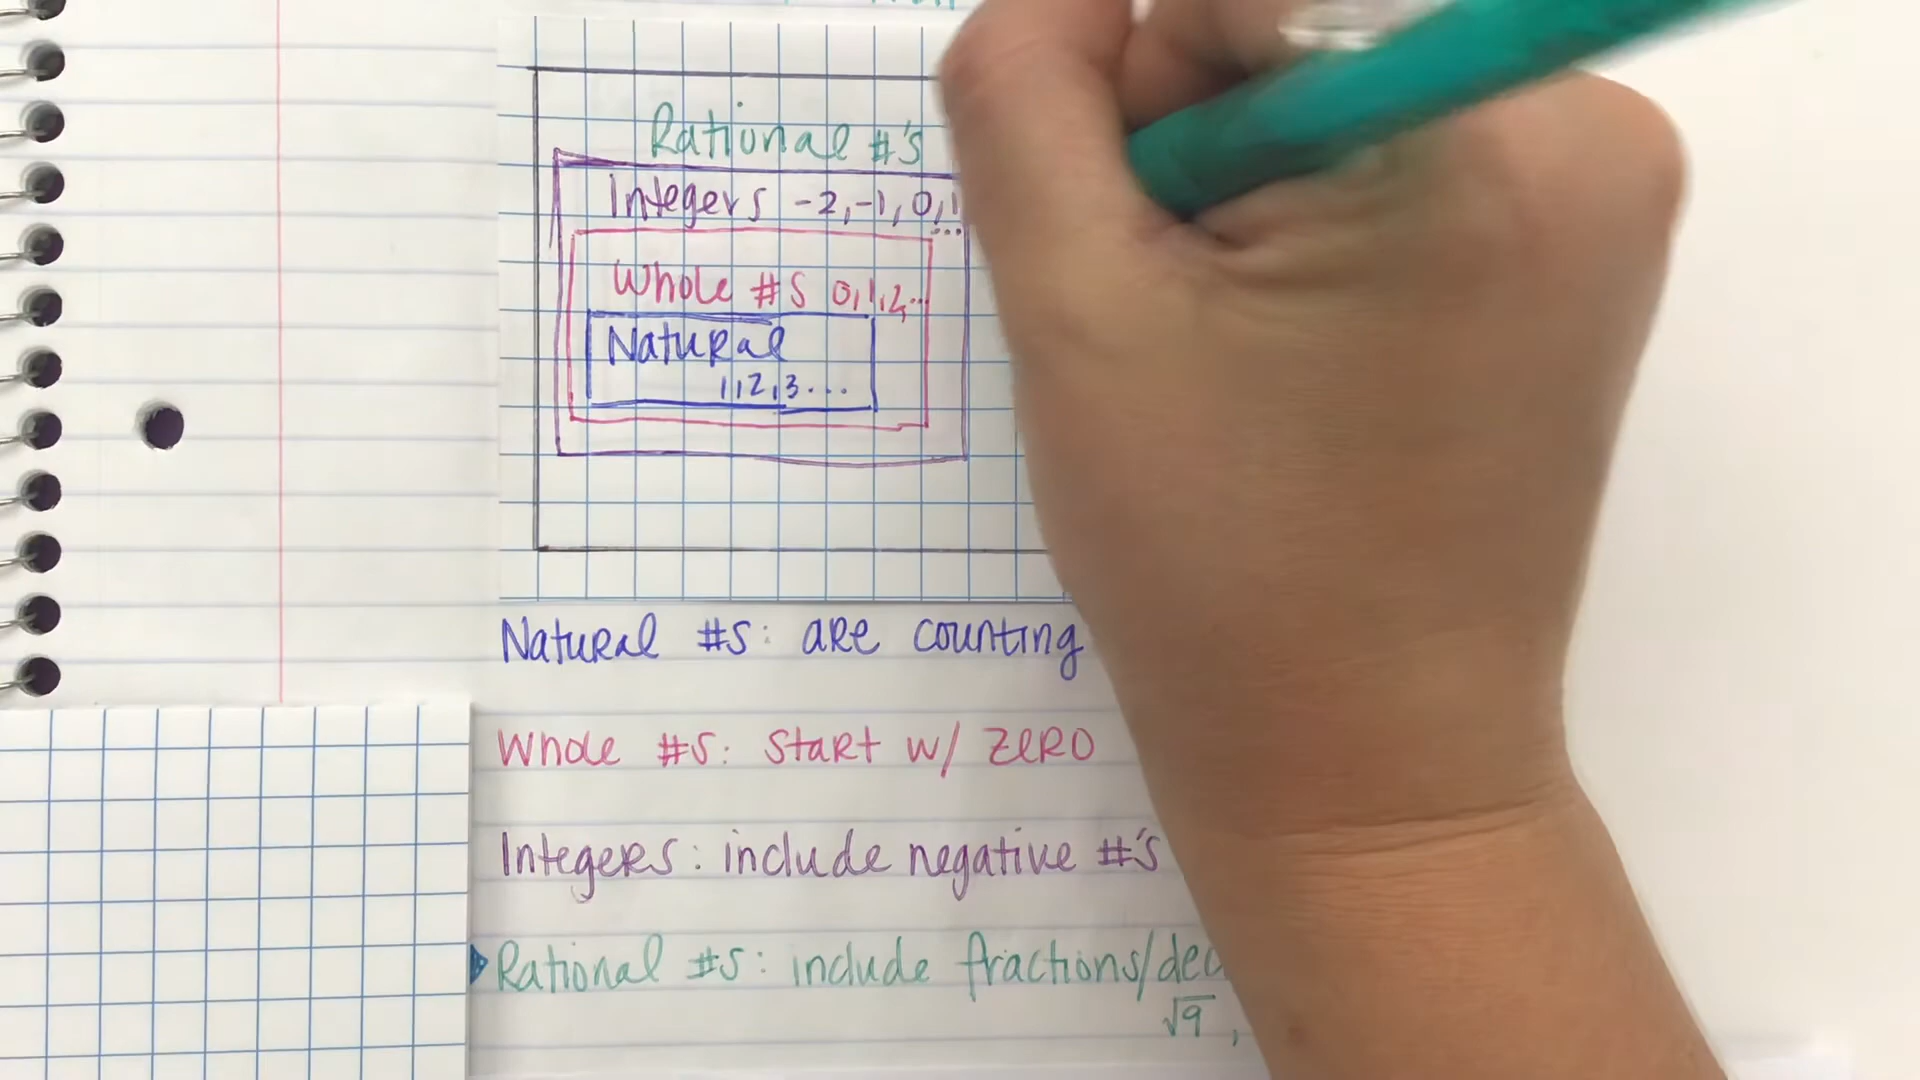 Rational #'s
Integers -2,-1,0,1
...
Whole #s 0,1,2...
Natural
1,2,3...
Natural #s: are counting
Whole #s: start w/ zero
Integers: include negative #'s
Rational #s: include fractions/dec
√9,